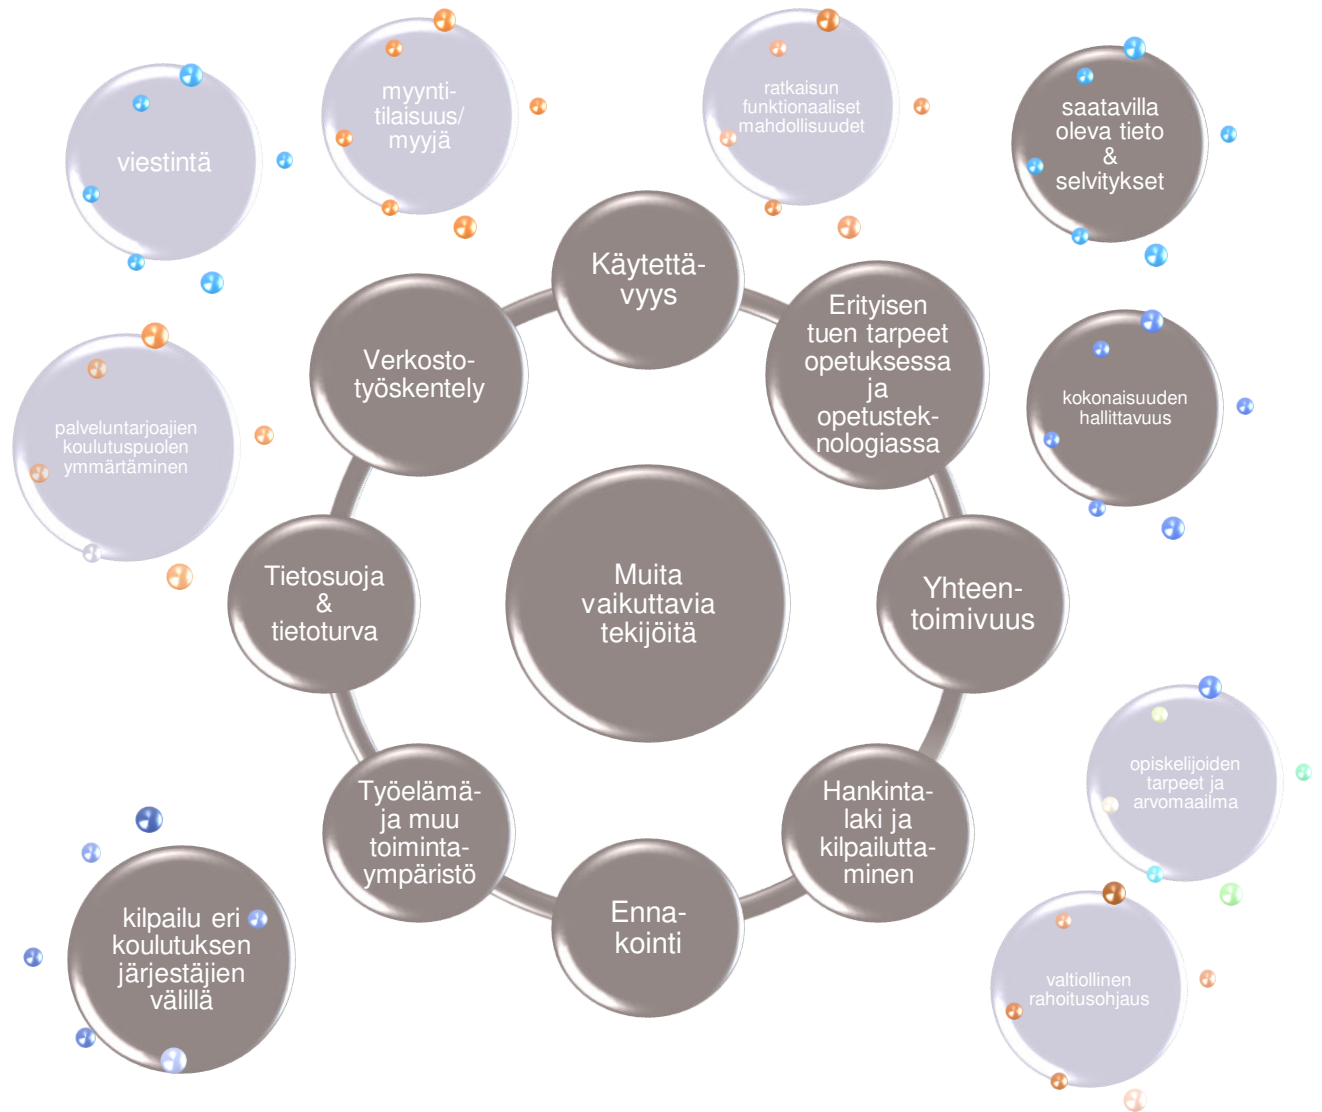 viestintä
myynti-
tilaisuus/
myyjä
ratkaisun
funktionaaliset
mahdollisuudet
saatavilla
oleva tieto
&
selvitykset
Käytettä-
vyys
Verkosto-
työskentely
Erityisen
tuen tarpeet
opetuksessa
ja
opetustek-
nologiassa
kokonaisuuden
hallittavuus
palveluntarjoajien
koulutuspuolen
ymmärtäminen
Tietosuoja
&
tietoturva
Muita
vaikuttavia
tekijöitä
Yhteen-
toimivuus
Työelämä-
ja muu
toiminta-
ympäristö
Hankinta-
laki ja
kilpailutta-
minen
opiskelijoiden
tarpeet ja
arvomaailma
kilpailu eri
koulutuksen
järjestäjien
välillä
Enna-
kointi
valtiollinen
rahoitusohjaus